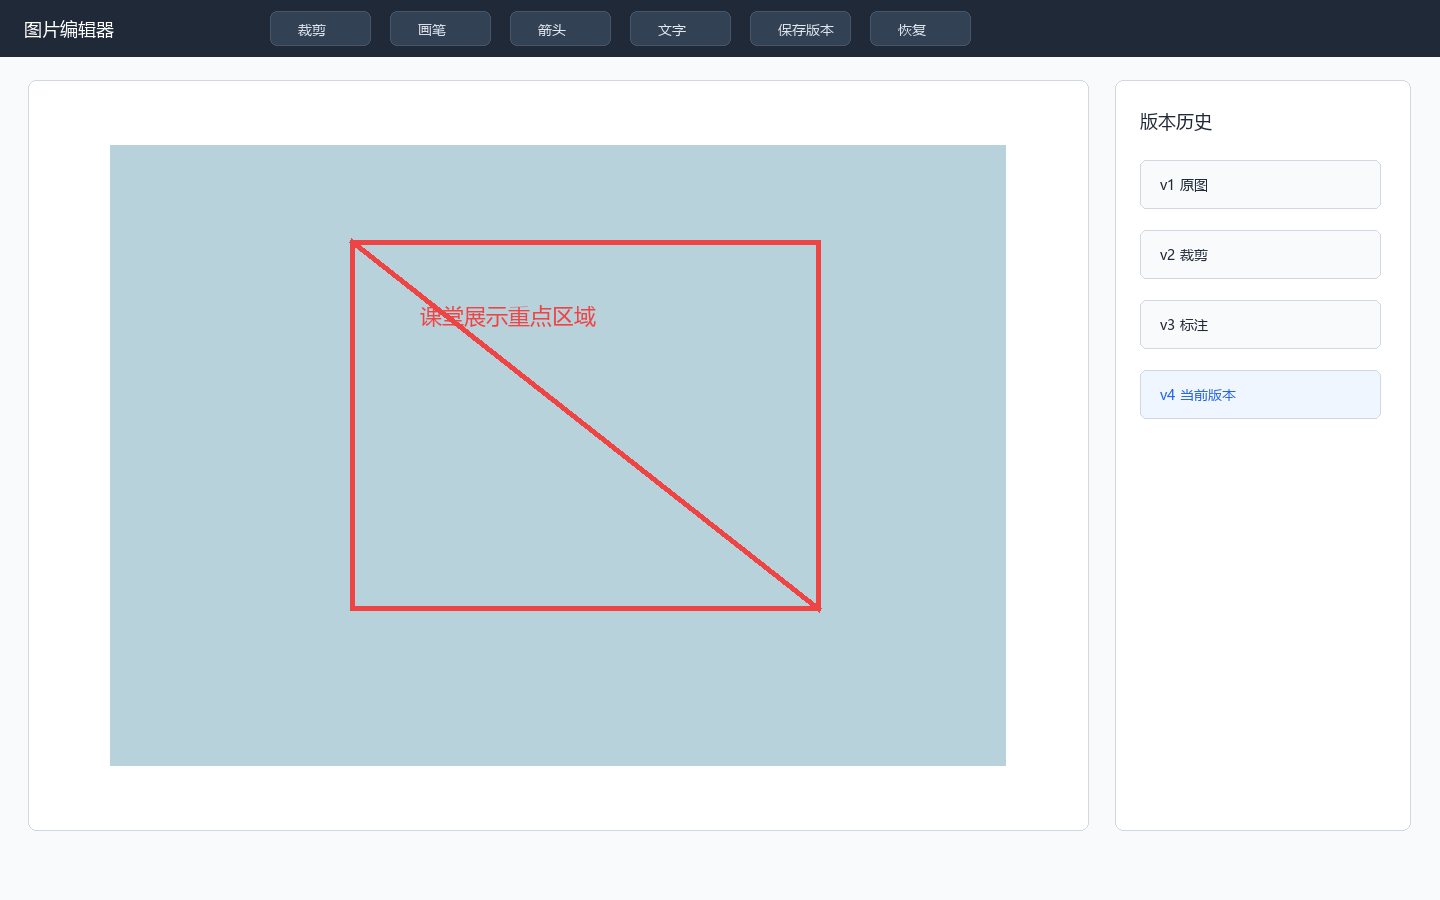 图片编辑器
裁剪
画笔
箭头
文字
保存版本
恢复
课堂展示重点区域
版本历史
v1 原图
v2 裁剪
v3 标注
v4 当前版本